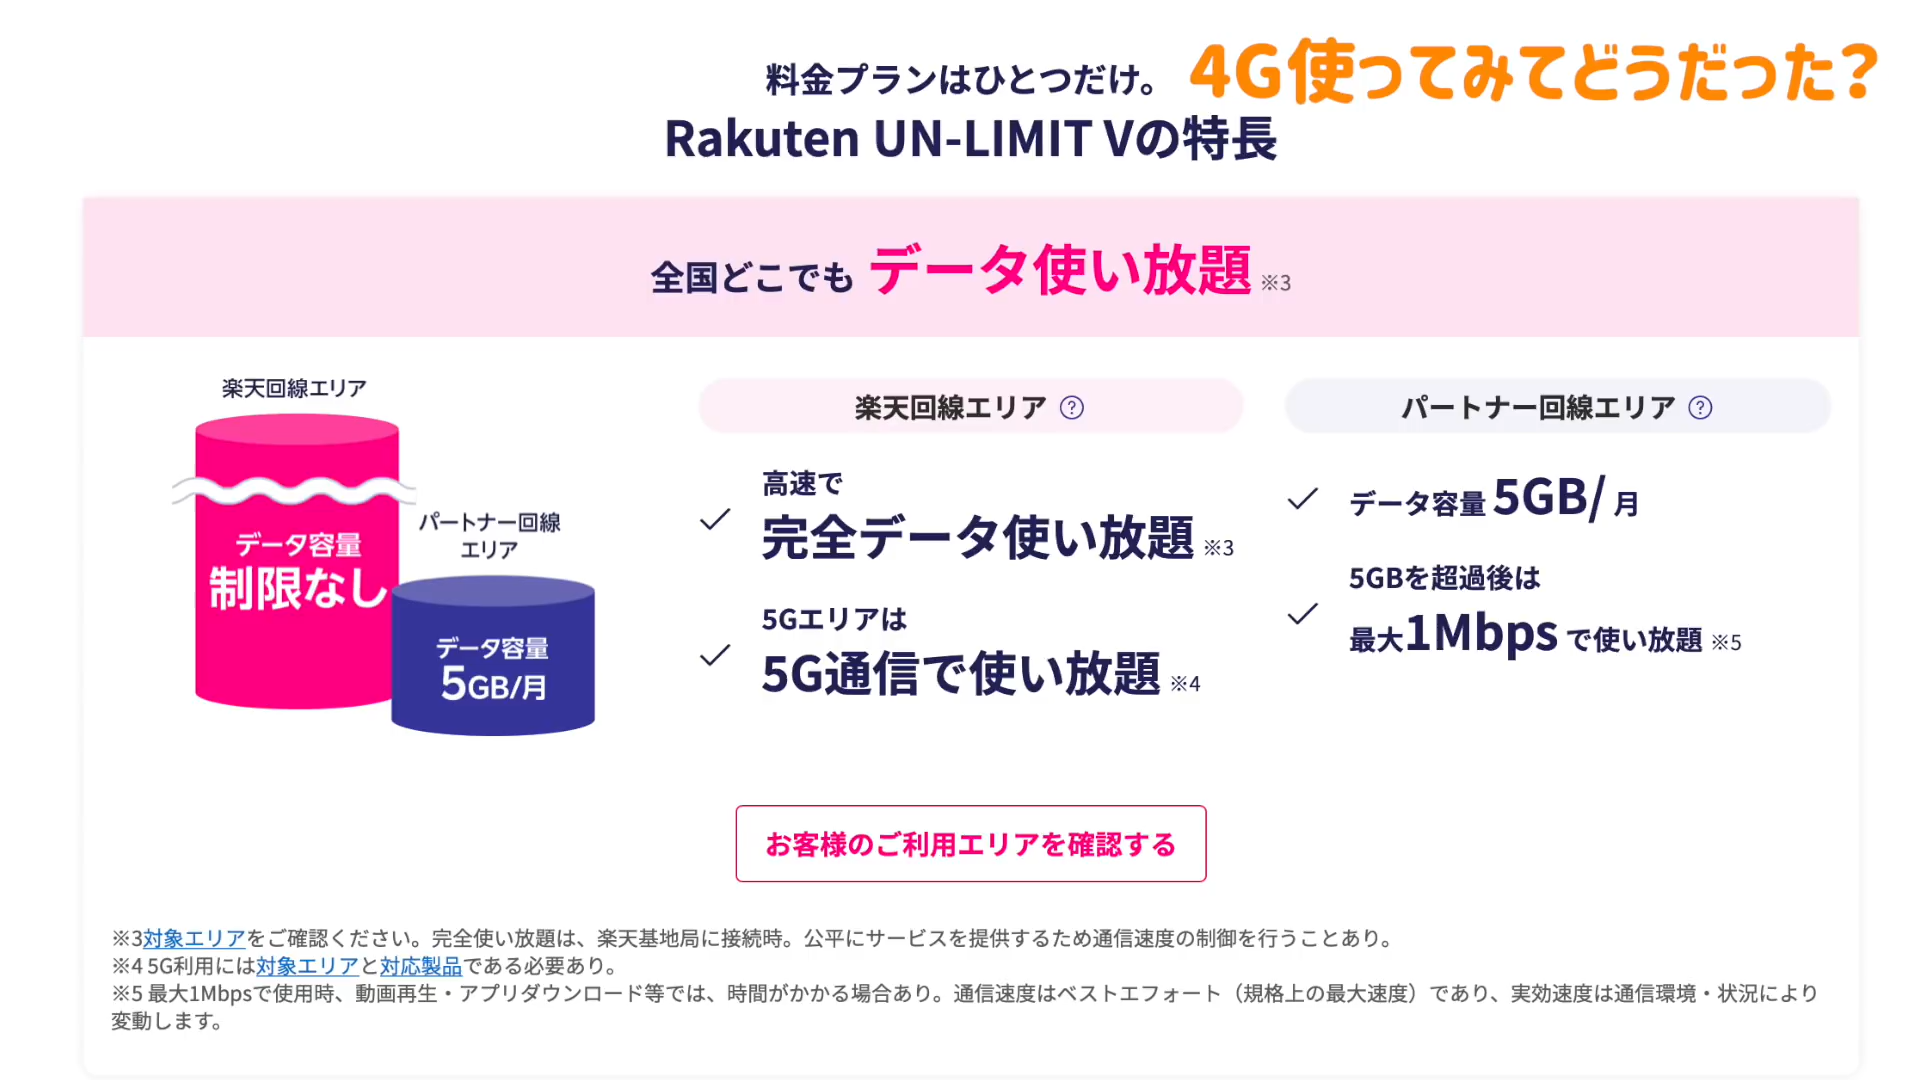 4G使ってみてどうだった？
料金プランはひとつだけ。
Rakuten UN-LIMIT Vの特長
全国どこでも データ使い放題 ※3
楽天回線エリア
データ容量
制限なし
パートナー回線
エリア
データ容量
5GB/月
楽天回線エリア ?
高速で
完全データ使い放題 ※3
5Gエリアは
5G通信で使い放題 ※4
パートナー回線エリア ?
データ容量 5GB/ 月
5GBを超過後は
最大1Mbps で使い放題 ※5
お客様のご利用エリアを確認する
※3対象エリアをご確認ください。完全使い放題は、楽天基地局に接続時。公平にサービスを提供するため通信速度の制御を行うことあり。
※4 5G利用には対象エリアと対応製品である必要あり。
※5 最大1Mbpsで使用時、動画再生・アプリダウンロード等では、時間がかかる場合あり。通信速度はベストエフォート（規格上の最大速度）であり、実効速度は通信環境・状況により
変動します。